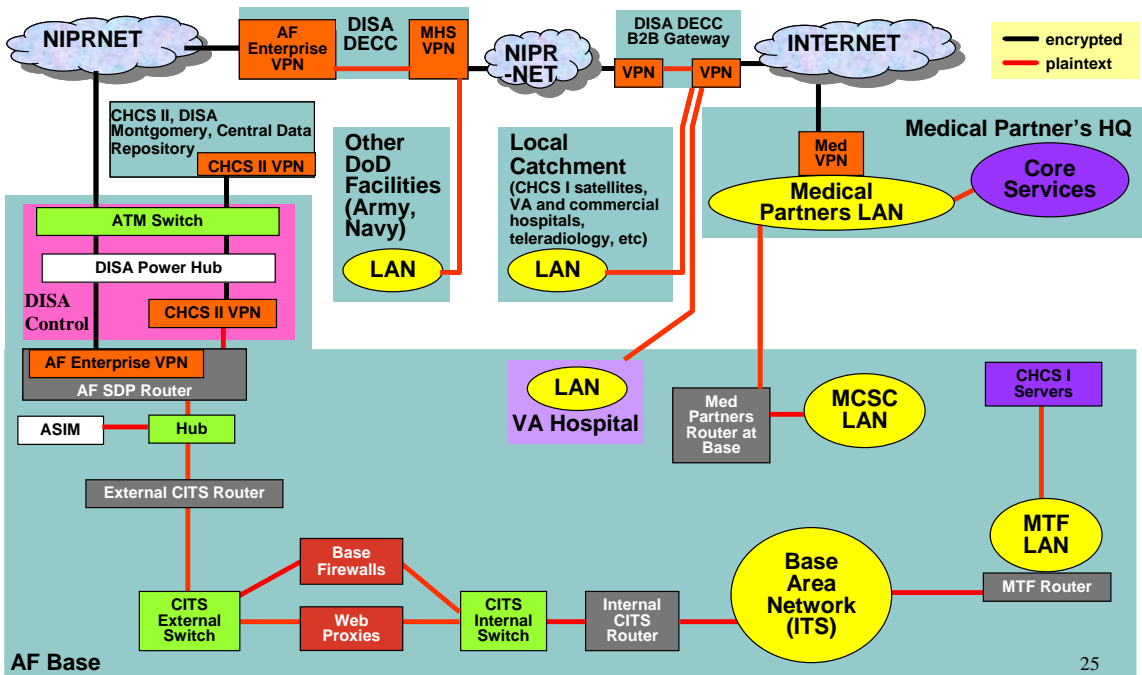 NIPRNET
AF
Enterprise
VPN
DISA
DECC
MHS
VPN
NIPR
-NET
DISA DECC
B2B Gateway
VPN
VPN
INTERNET
encrypted
plaintext
CHCS II, DISA
Montgomery, Central Data
Repository
CHCS II VPN
Other
DoD
Facilities
(Army,
Navy)
LAN
Local
Catchment
(CHCS I satellites,
VA and commercial
hospitals,
teleradiology, etc)
LAN
Medical Partner's HQ
Med
VPN
Core
Services
Medical
Partners LAN
ATM Switch
DISA Power Hub
DISA
Control
CHCS II VPN
AF Enterprise VPN
AF SDP Router
ASIM
Hub
External CITS Router
LAN
VA Hospital
Med
Partners
Router at
Base
MCSC
LAN
CHCS I
Servers
MTF
LAN
MTF Router
Base
Firewalls
CITS
External
Switch
Web
Proxies
CITS
Internal
Switch
Internal
CITS
Router
Base
Area
Network
(ITS)
AF Base
25